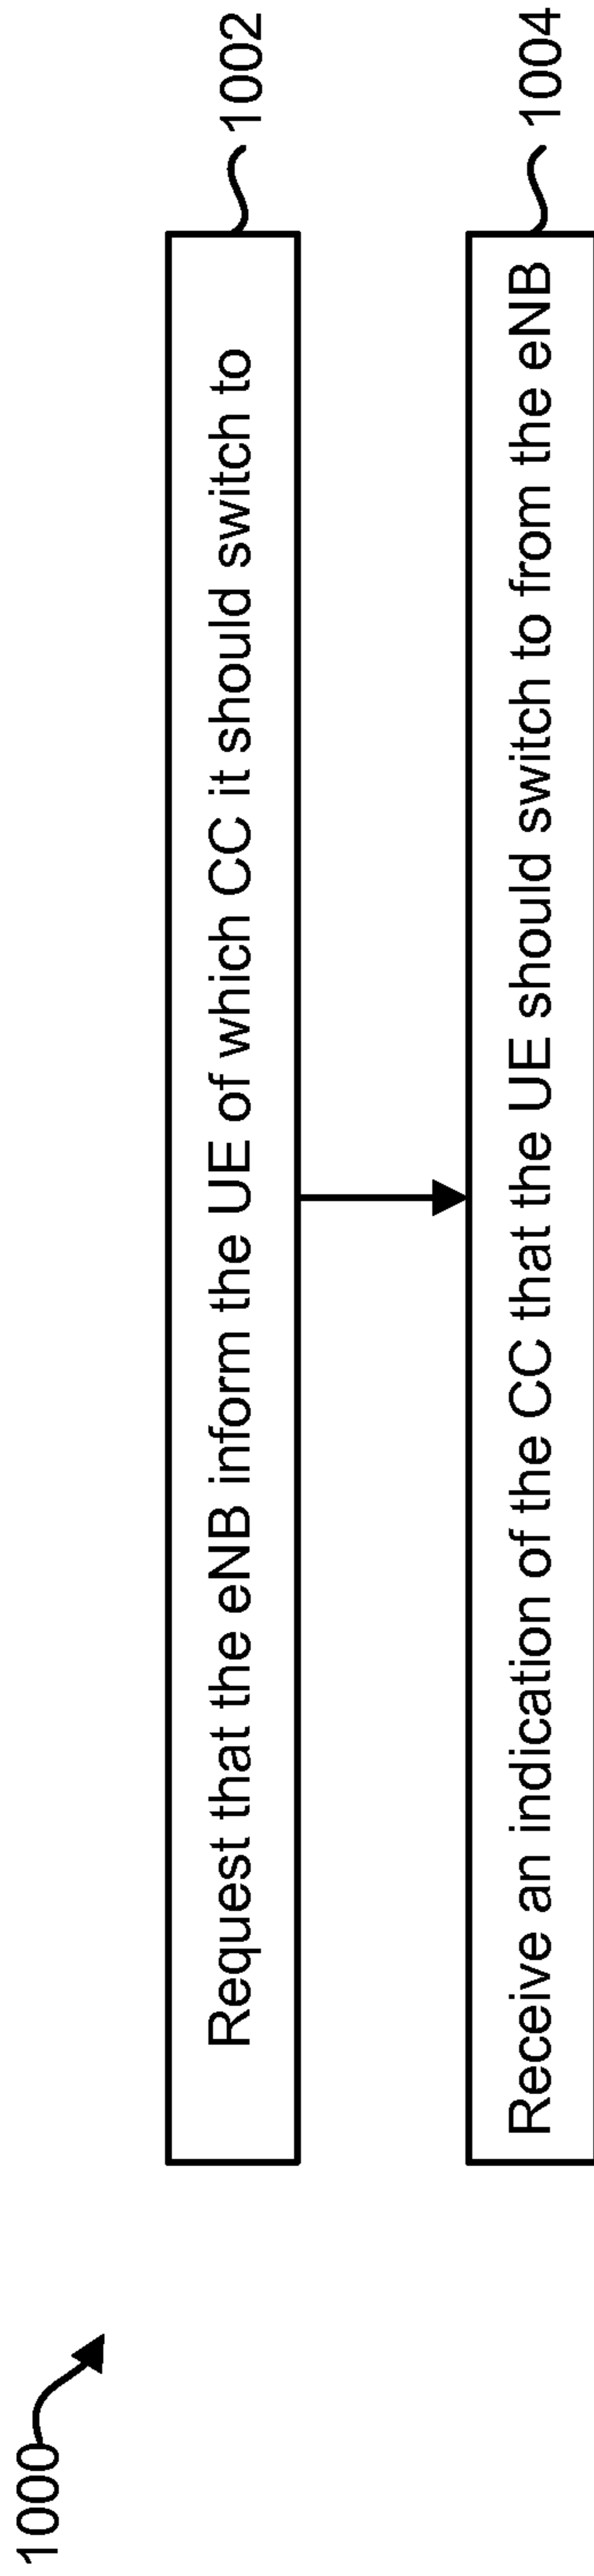 1000
Request that the eNB inform the UE of which CC it should switch to
1002
Receive an indication of the CC that the UE should switch to from the eNB
1004